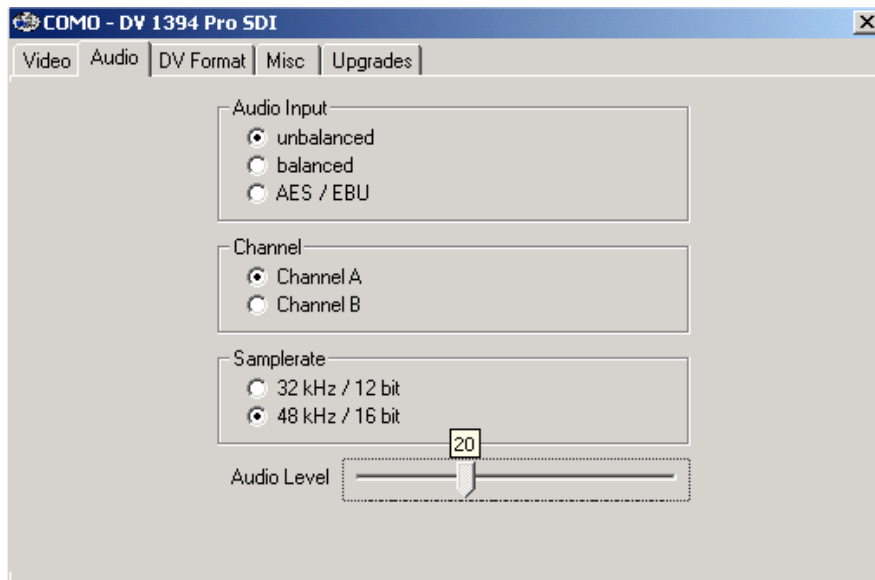 COMO - DV 1394 Pro SDI
Video Audio DV Format Misc Upgrades
Audio Input
unbalanced
balanced
AES / EBU
Channel
Channel A
Channel B
Samplerate
32 kHz / 12 bit
48 kHz / 16 bit
20
Audio Level